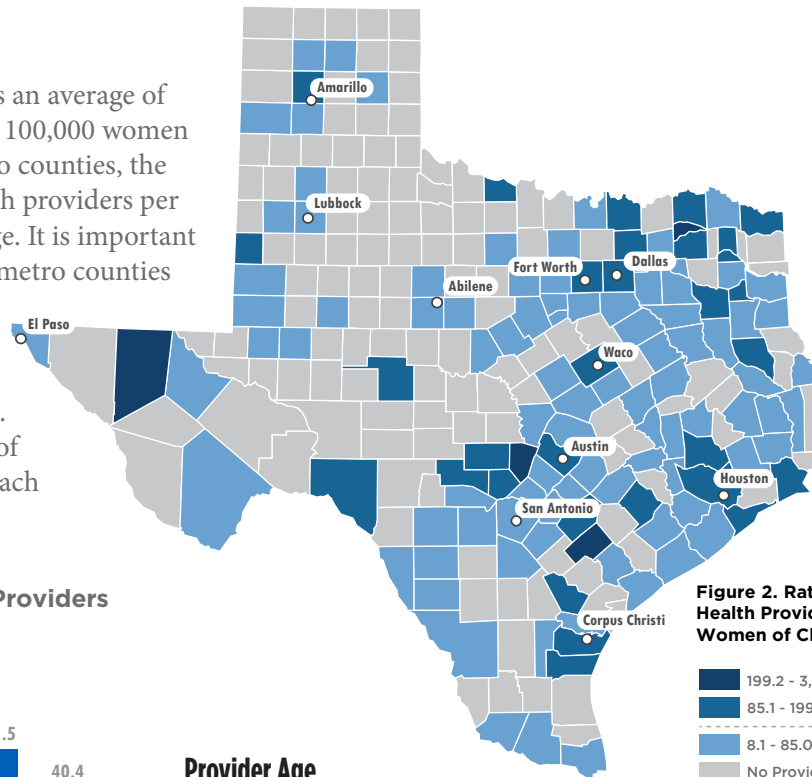 s an average of
100,000 women
o counties, the
h providers per
ge. It is important
metro counties
.
of
ach
Providers
Amarillo
Lubbock
Fort Worth
Dallas
Abilene
El Paso
Waco
Austin
Houston
San Antonio
Corpus Christi
Figure 2. Rat
Health Provid
Women of Cl
199.2 - 3,
85.1 - 199
8.1 - 85.0
No Provid
.5
40.4
Provider Age